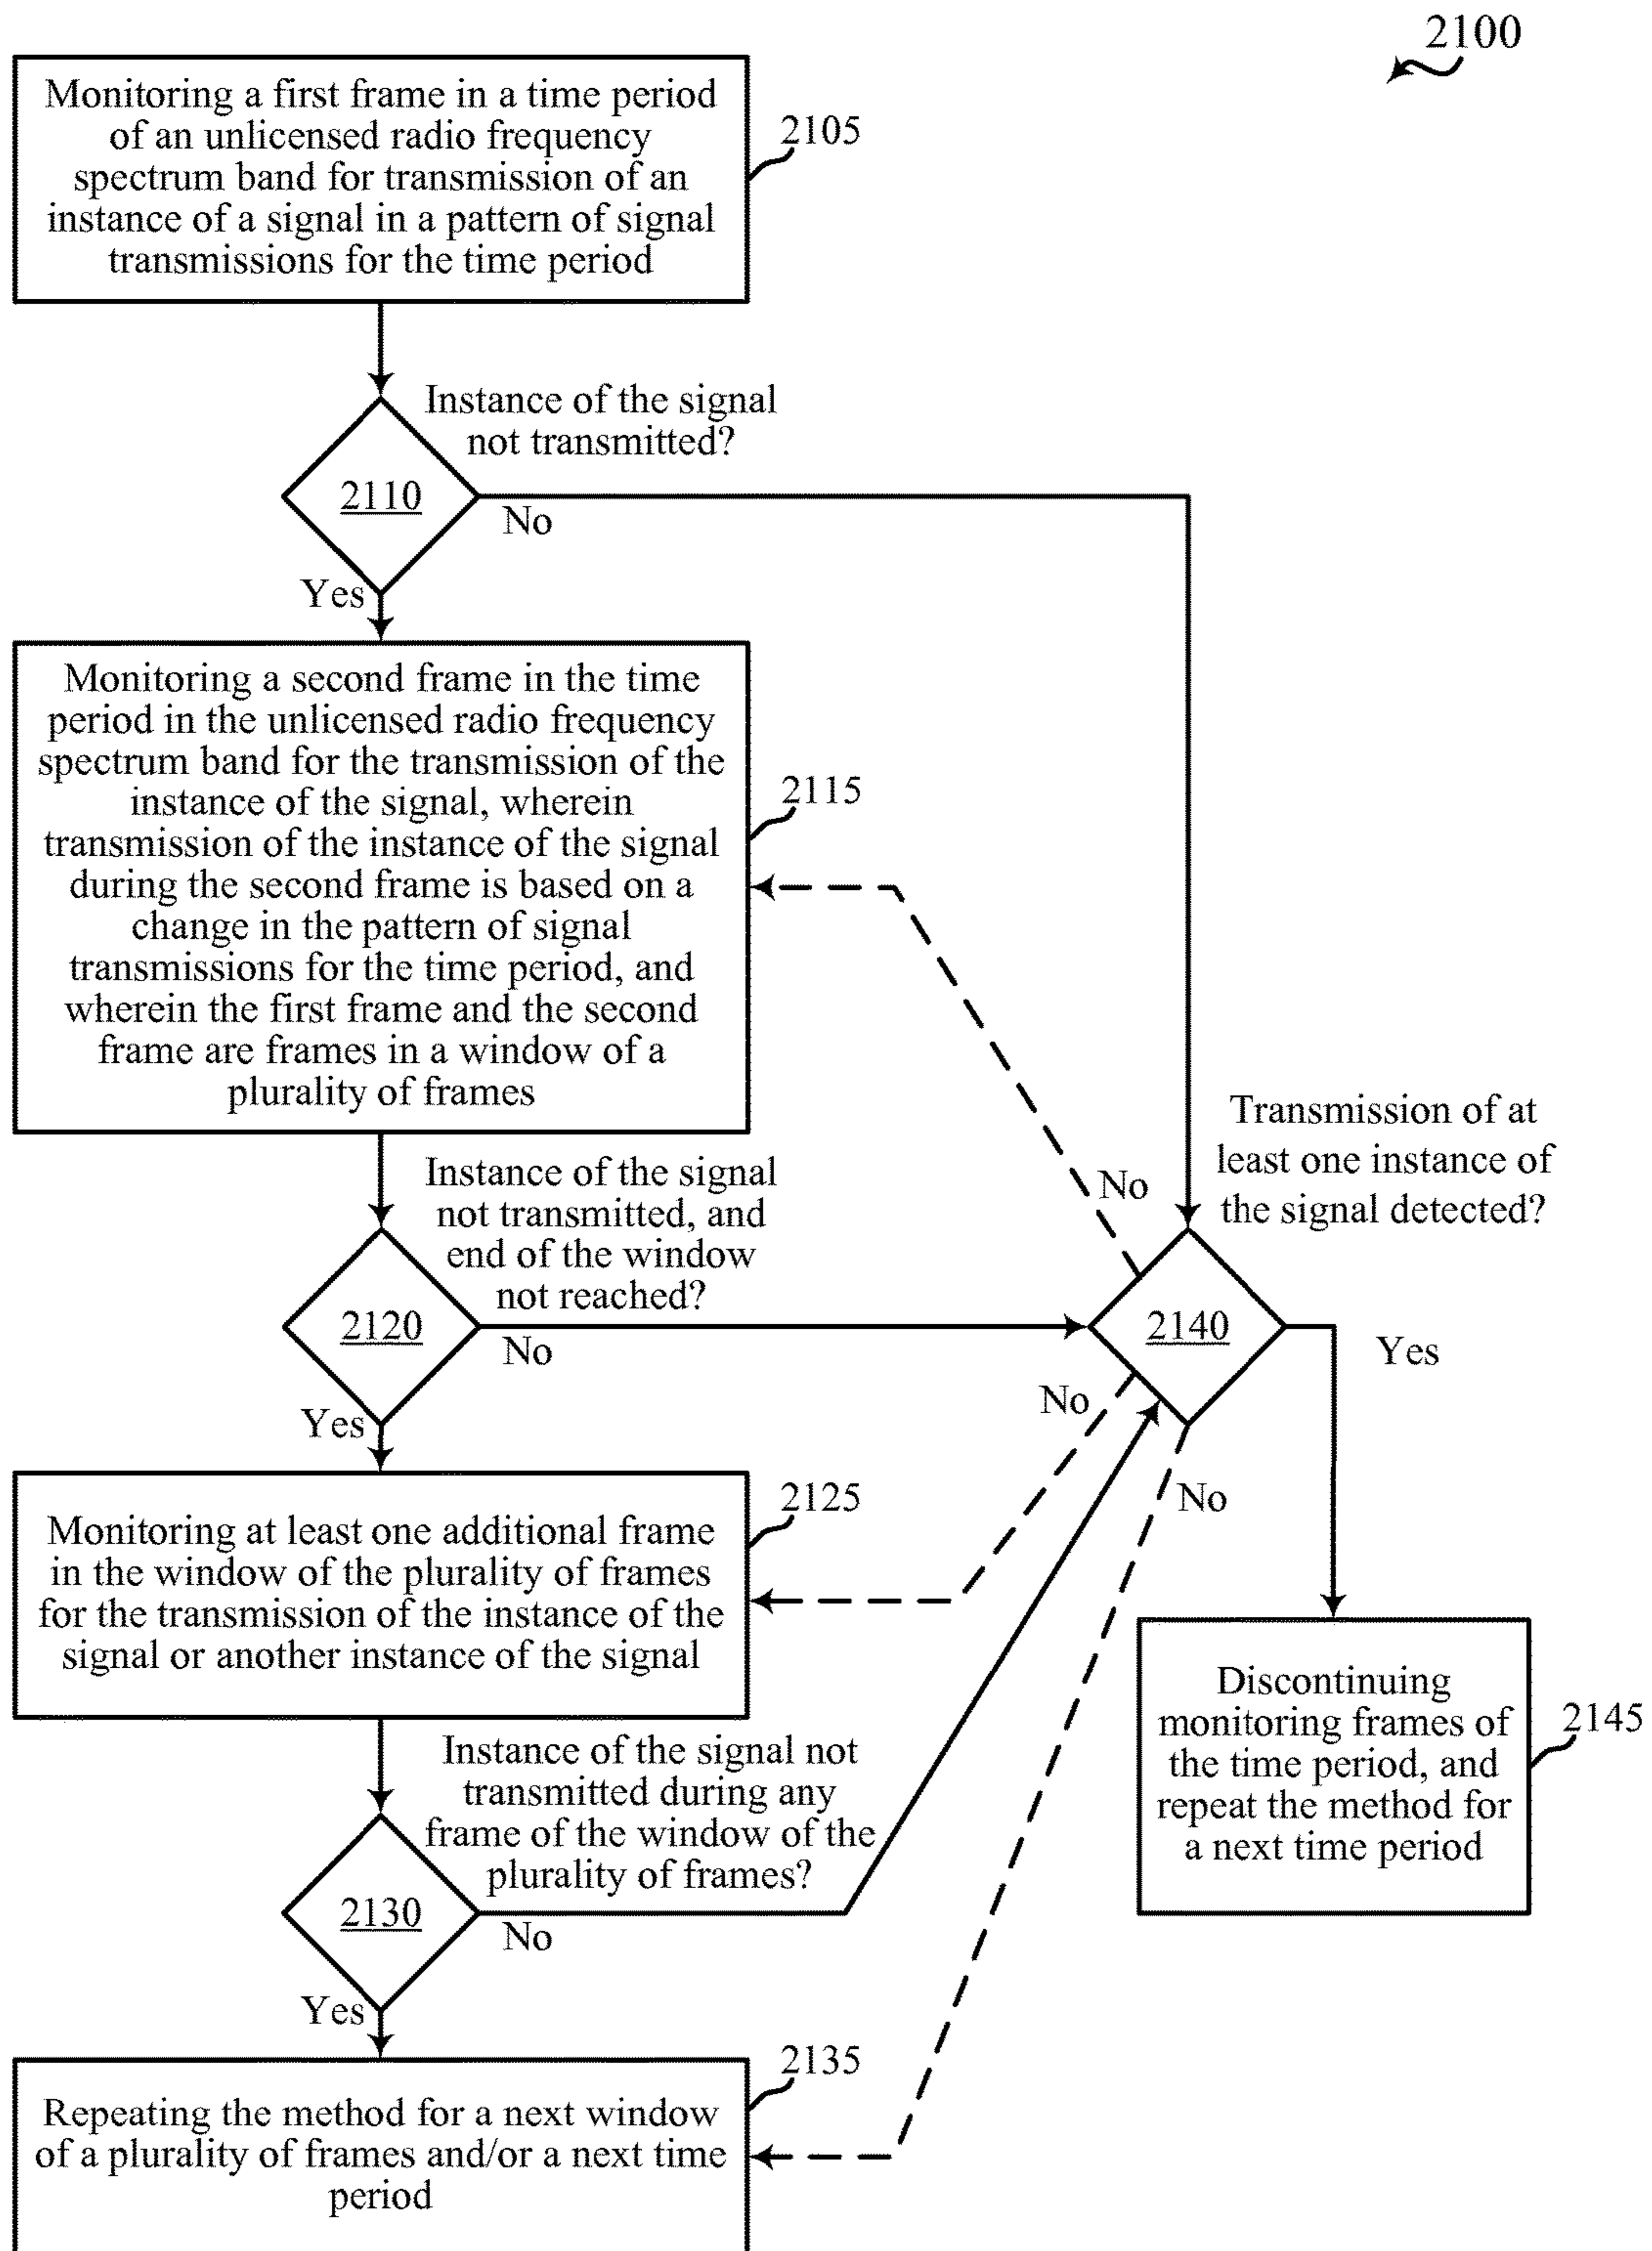 2100
Monitoring a first frame in a time period
of an unlicensed radio frequency
spectrum band for transmission of an
instance of a signal in a pattern of signal
transmissions for the time period
2105
Instance of the signal
not transmitted?
2110
No
Yes
Monitoring a second frame in the time
period in the unlicensed radio frequency
spectrum band for the transmission of the
instance of the signal, wherein
transmission of the instance of the signal
during the second frame is based on a
change in the pattern of signal
transmissions for the time period, and
wherein the first frame and the second
frame are frames in a window of a
plurality of frames
2115
Instance of the signal
not transmitted, and
end of the window
not reached?
2120
No
Yes
Transmission of at
least one instance of
the signal detected?
No
2140
Yes
No
No
Monitoring at least one additional frame
in the window of the plurality of frames
for the transmission of the instance of the
signal or another instance of the signal
2125
Instance of the signal not
transmitted during any
frame of the window of the
plurality of frames?
2130
No
Yes
Discontinuing
monitoring frames of
the time period, and
repeat the method for
a next time period
2145
Repeating the method for a next window
of a plurality of frames and/or a next time
period
2135